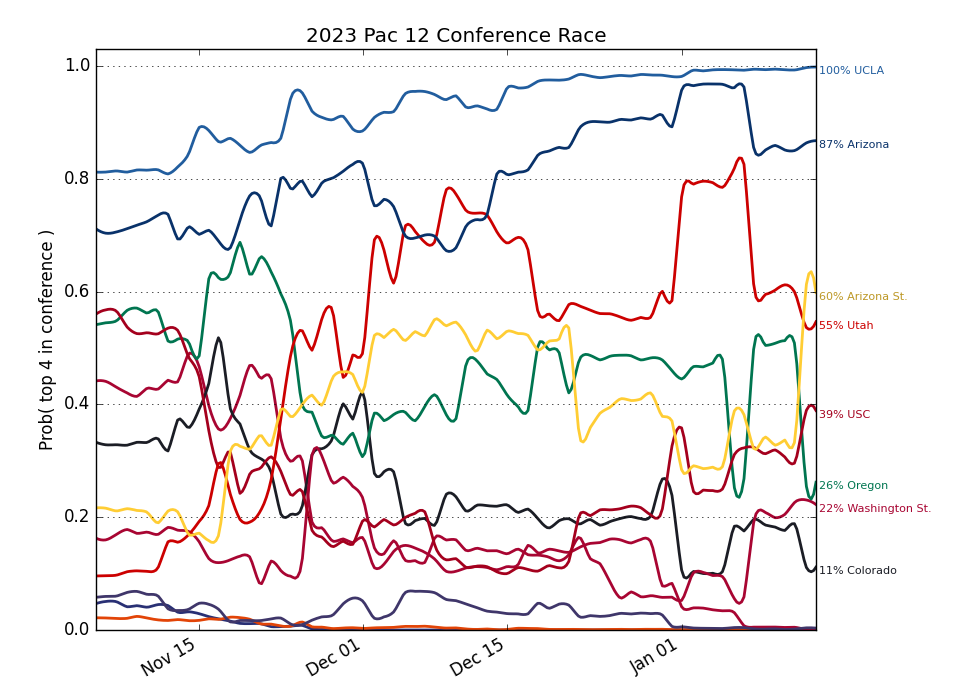 2023 Pac 12 Conference Race
Prob( top 4 in conference )
1.0
0.8
0.6
0.4
0.2
0.0
Nov 15
Dec 01
Dec 15
Jan 01
100% UCLA
87% Arizona
60% Arizona St.
55% Utah
39% USC
26% Oregon
22% Washington St.
11% Colorado